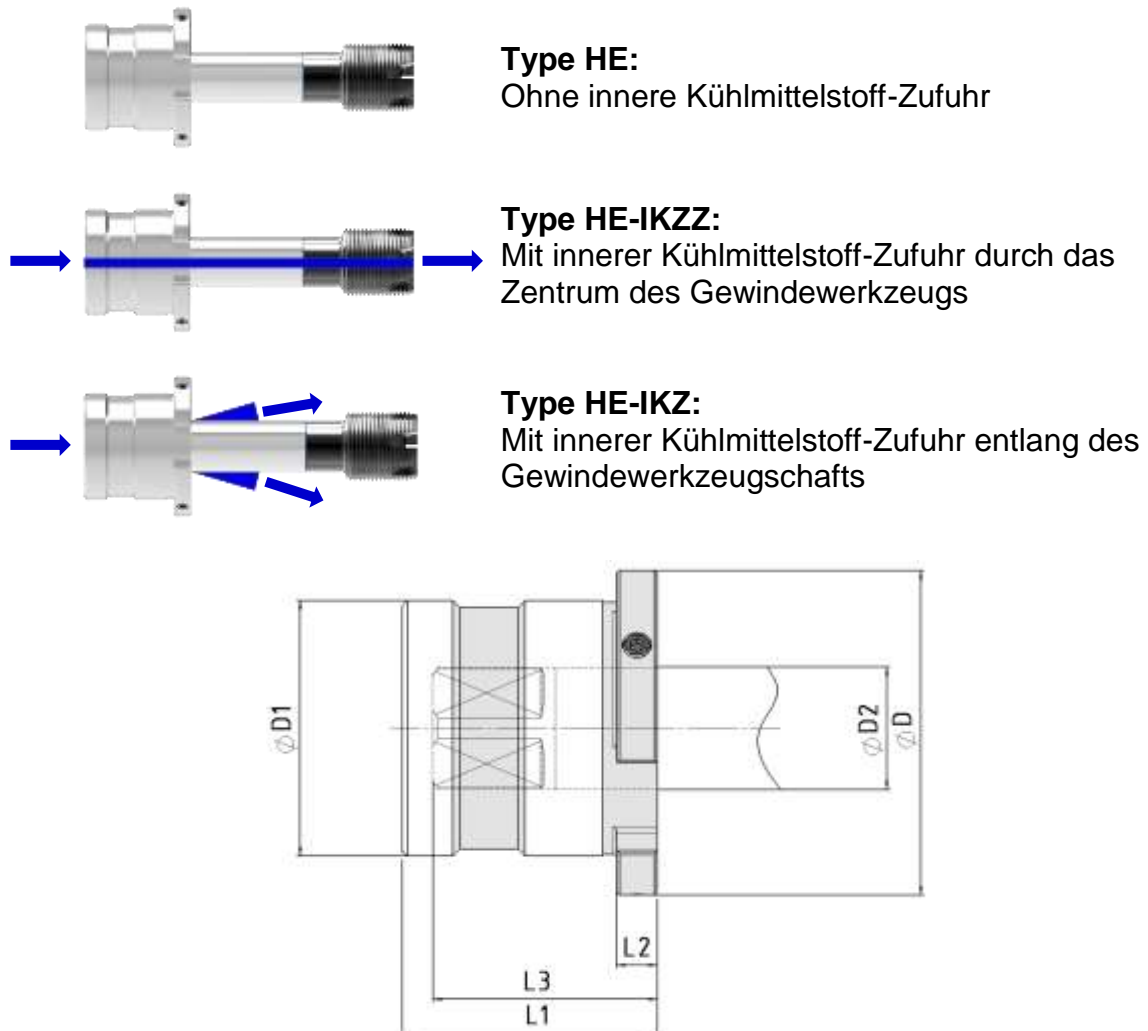 Type HE:
Ohne innere Kühlmittelstoff-Zufuhr
Type HE-IKZZ:
Mit innerer Kühlmittelstoff-Zufuhr durch das
Zentrum des Gewindewerkzeugs
Type HE-IKZ:
Mit innerer Kühlmittelstoff-Zufuhr entlang des
Gewindewerkzeugschafts
∅D1
∅D2
∅D
L2
L3
L1